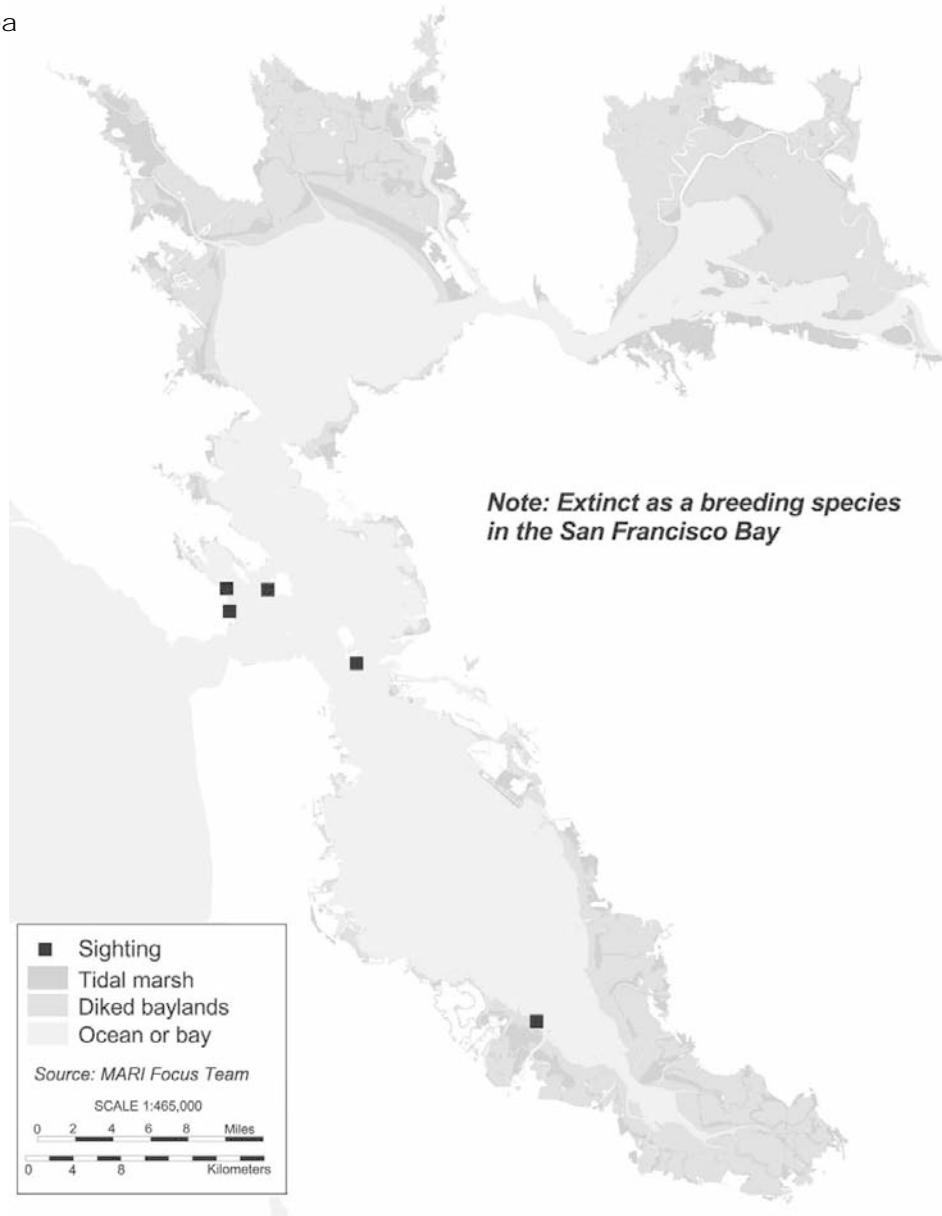 a
Note: Extinct as a breeding species
in the San Francisco Bay
Sighting
Tidal marsh
Diked baylands
Ocean or bay
Source: MARI Focus Team
SCALE 1:465,000
0 2 4 6 8 Miles
0 4 8 Kilometers